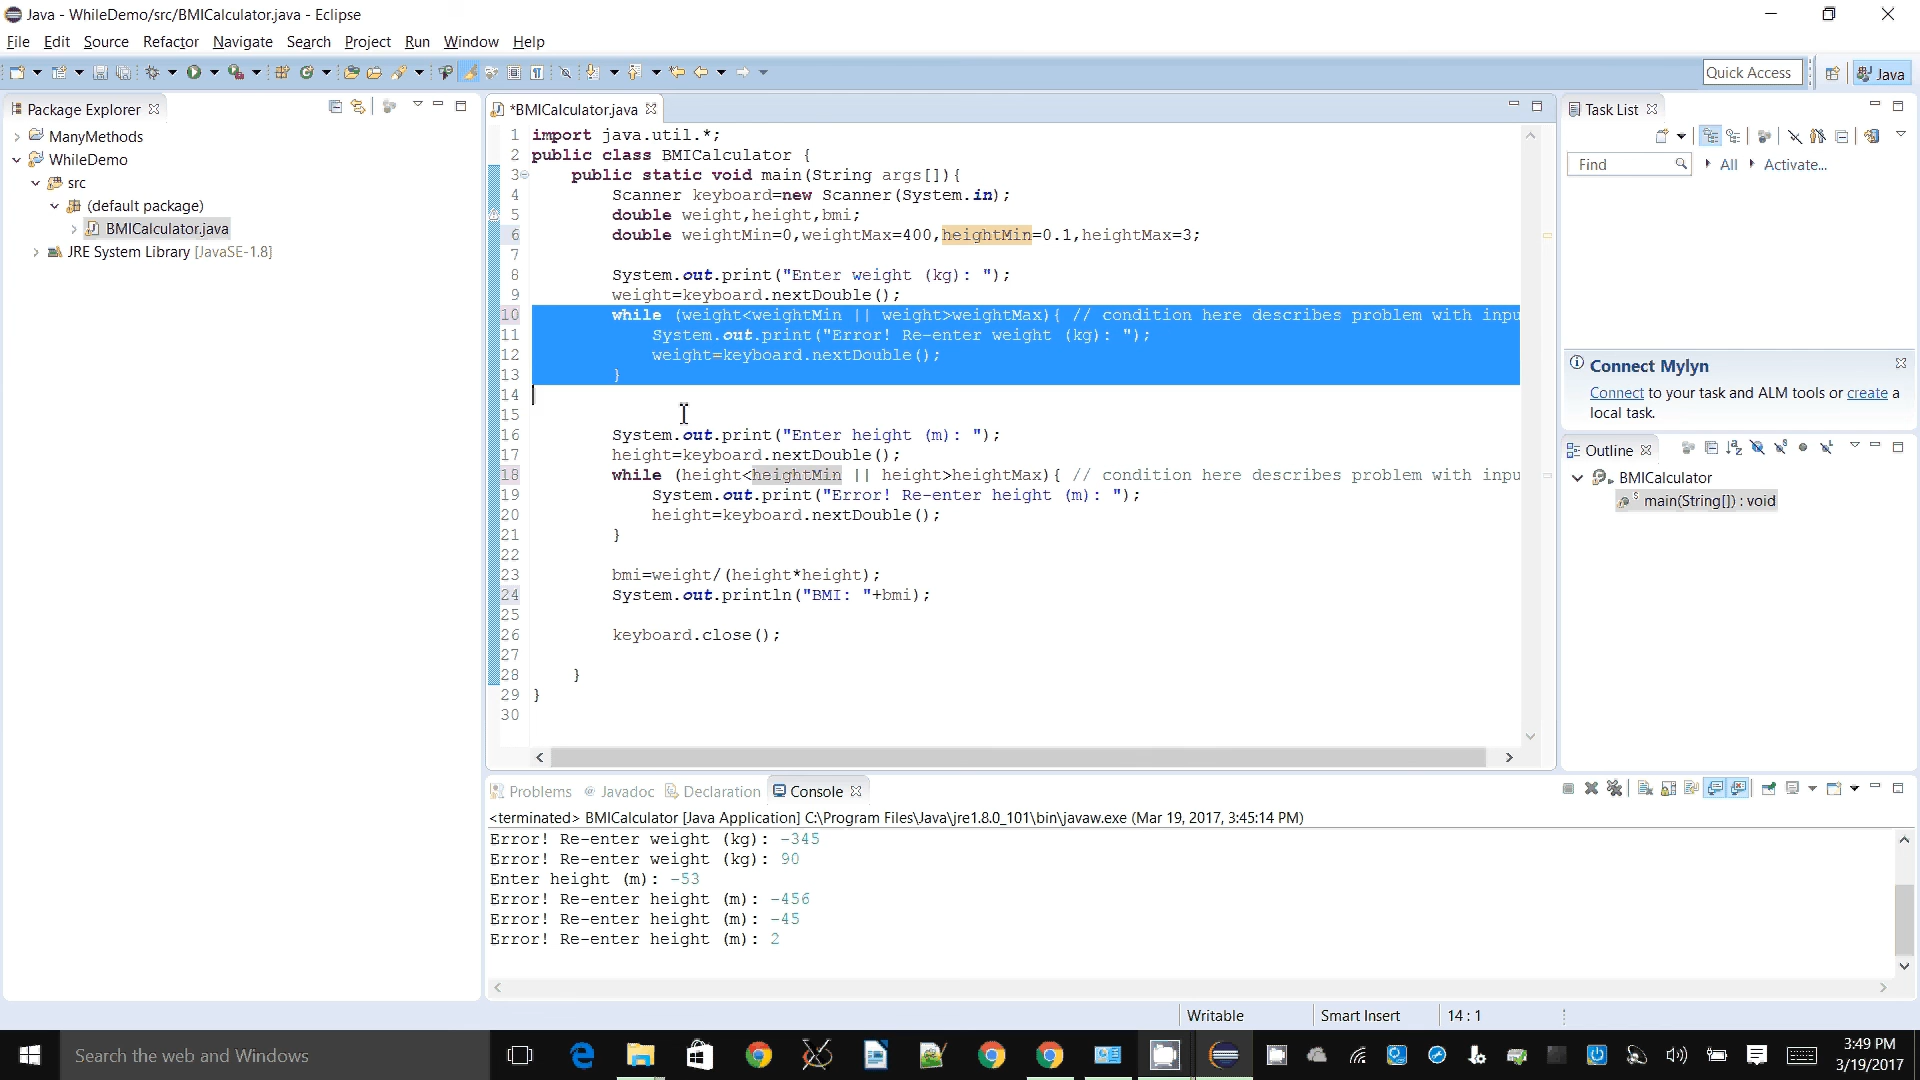 Java - WhileDemo/src/BMICalculator.java - Eclipse
File Edit Source Refactor Navigate Search Project Run Window Help
Quick Access Java
Package Explorer
ManyMethods
WhileDemo
src
(default package)
BMICalculator.java
JRE System Library [JavaSE-1.8]
*BMICalculator.java
1 import java.util.*;
2 public class BMICalculator {
3 public static void main(String args[]){
4 Scanner keyboard=new Scanner(System.in);
5 double weight,height,bmi;
6 double weightMin=0,weightMax=400,heightMin=0.1,heightMax=3;
7
8 System.out.print("Enter weight (kg): ");
9 weight=keyboard.nextDouble();
10 while (weight<weightMin || weight>weightMax){ // condition here describes problem with inpu
11 System.out.print("Error! Re-enter weight (kg): ");
12 weight=keyboard.nextDouble();
13 }
14
15
16 System.out.print("Enter height (m): ");
17 height=keyboard.nextDouble();
18 while (height<heightMin || height>heightMax){ // condition here describes problem with inpu
19 System.out.print("Error! Re-enter height (m): ");
20 height=keyboard.nextDouble();
21 }
22
23 bmi=weight/(height*height);
24 System.out.println("BMI: "+bmi);
25
26 keyboard.close();
27
28 }
29 }
30
Task List
Find All Activate...
Connect Mylyn
Connect to your task and ALM tools or create a
local task.
Outline
BMICalculator
main(String[]) : void
Problems @ Javadoc Declaration Console
<terminated> BMICalculator [Java Application] C:\Program Files\Java\jre1.8.0_101\bin\javaw.exe (Mar 19, 2017, 3:45:14 PM)
Error! Re-enter weight (kg): -345
Error! Re-enter weight (kg): 90
Enter height (m): -53
Error! Re-enter height (m): -456
Error! Re-enter height (m): -45
Error! Re-enter height (m): 2
Writable Smart Insert 14 : 1
Search the web and Windows
3:49 PM
3/19/2017